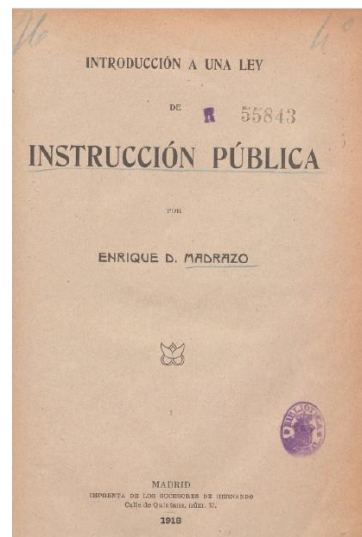 INTRODUCCIÓN A UNA LEY
DE
R 55843
INSTRUCCIÓN PÚBLICA
POR
ENRIQUE D. MADRAZO
MADRID
IMPRENTA DE LOS SUCESORES DE HERNANDO
Calle de Quintana, núm.
1918